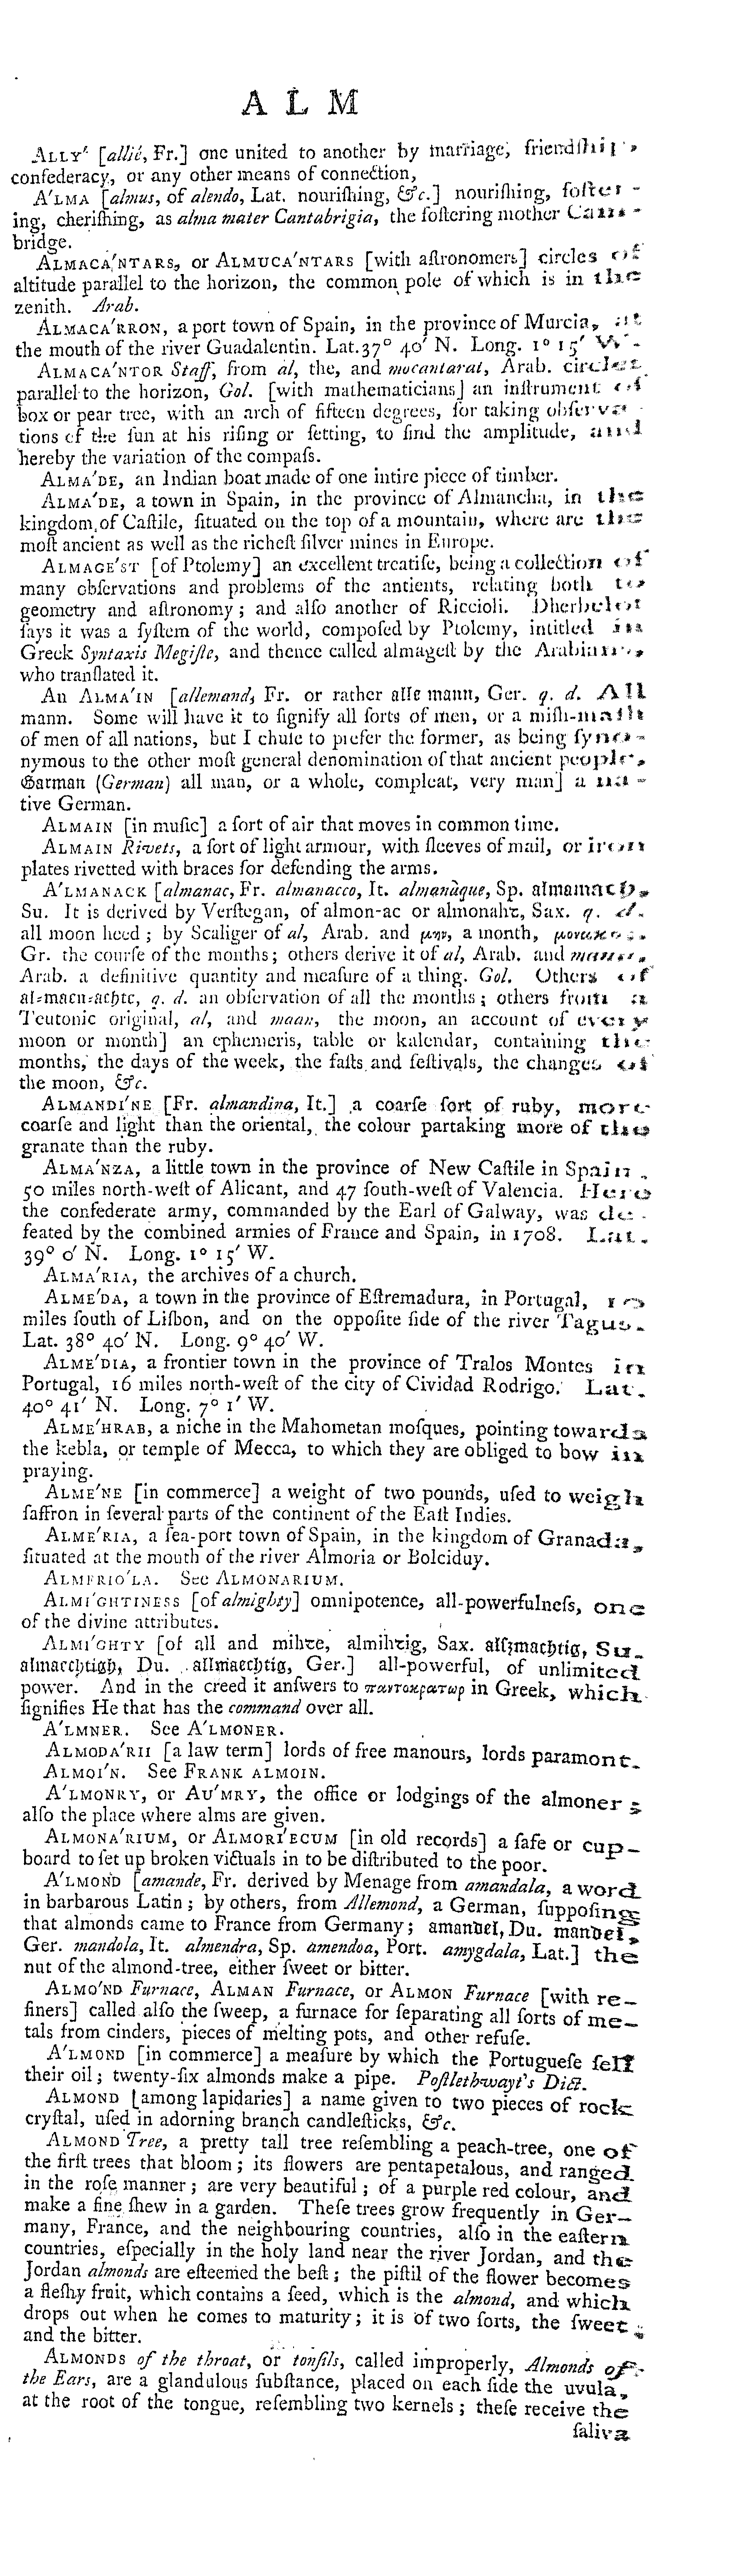 A L M
ALLY' [allié, Fr.] one united to another by marriage, friendſhip,
confederacy, or any other means of connection,
A'LMA [almus, of alendo, Lat. nouriſhing, &c.] nouriſhing, foſter-
ing, cheriſhing, as alma mater Cantabrigia, the foſtering mother Cam-
bridge.
ALMACA'NTARS, or ALMUCA'NTARS [with aſtronomers] circles of
altitude parallel to the horizon, the common pole of which is in the
zenith. Arab.
ALMACA'RRON, a port town of Spain, in the province of Murcia, at
the mouth of the river Guadalentin. Lat. 37° 40′ N. Long. 1° 15′ W.
ALMACA'NTOR Staff, from al, the, and mocantarat, Arab. circles
parallel to the horizon, Gol. [with mathematicians] an inſtrument of
box or pear tree, with an arch of fifteen degrees, for taking obſerva-
tions of the ſun at his riſing or ſetting, to find the amplitude, and
hereby the variation of the compaſs.
ALMA'DE, an Indian boat made of one intire piece of timber.
ALMA'DE, a town in Spain, in the province of Almancha, in the
kingdom of Caſtile, ſituated on the top of a mountain, where are the
moſt ancient as well as the richeſt ſilver mines in Europe.
ALMAGE'ST [of Ptolemy] an excellent treatiſe, being a collection of
many obſervations and problems of the antients, relating both to
geometry and aſtronomy; and alſo another of Riccioli. Dherbelot
ſays it was a ſyſtem of the world, compoſed by Ptolemy, intitled in
Greek Syntaxis Megiſte, and thence called almageſt by the Arabians,
who tranſlated it.
An ALMA'IN [allemand, Fr. or rather alle mann, Ger. q. d. All
mann. Some will have it to ſignify all ſorts of men, or a miſh-maſh
of men of all nations, but I chuſe to prefer the former, as being ſyno-
nymous to the other moſt general denomination of that ancient people,
Garman (German) all man, or a whole, compleat, very man] a na-
tive German.
ALMAIN [in muſic] a ſort of air that moves in common time.
ALMAIN Rivets, a ſort of light armour, with ſleeves of mail, or iron
plates rivetted with braces for defending the arms.
A'LMANACK [almanac, Fr. almanacco, It. almanàque, Sp. almamach,
Su. It is derived by Verſtegan, of almon-ac or almonaht, Sax. q. d.
all moon heed; by Scaliger of al, Arab. and μην, a month,
Gr. the courſe of the months; others derive it of al, Arab. and
Arab. a definitive quantity and meaſure of a thing. Gol. Others of
al-maen-achte, q. d. an obſervation of all the months; others from a
Teutonic original, al, and maan, the moon, an account of every
moon or month] an ephemeris, table or kalendar, containing the
months, the days of the week, the faſts and feſtivals, the changes of
the moon, &c.
ALMANDI'NE [Fr. almandina, It.] a coarſe ſort of ruby, more
coarſe and light than the oriental, the colour partaking more of the
granate than the ruby.
ALMA'NZA, a little town in the province of New Caſtile in Spain,
50 miles north-weſt of Alicant, and 47 ſouth-weſt of Valencia. Here
the confederate army, commanded by the Earl of Galway, was de-
feated by the combined armies of France and Spain, in 1708. Lat.
39° 0′ N. Long. 1° 15′ W.
ALMA'RIA, the archives of a church.
ALME'DA, a town in the province of Eſtremadura, in Portugal, 10
miles ſouth of Liſbon, and on the oppoſite ſide of the river Tagus.
Lat. 38° 40′ N. Long. 9° 40′ W.
ALME'DIA, a frontier town in the province of Tralos Montes in
Portugal, 16 miles north-weſt of the city of Cividad Rodrigo. Lat.
40° 41′ N. Long. 7° 1′ W.
ALME'HRAB, a niche in the Mahometan moſques, pointing towards
the kebla, or temple of Mecca, to which they are obliged to bow in
praying.
ALME'NE [in commerce] a weight of two pounds, uſed to weigh
ſaffron in ſeveral parts of the continent of the Eaſt Indies.
ALME'RIA, a ſea-port town of Spain, in the kingdom of Granada,
ſituated at the mouth of the river Almoria or Bolciduy.
ALMERIO'LA. See ALMONARIUM.
ALMI'GHTINESS [of almighty] omnipotence, all-powerfulneſs, one
of the divine attributes.
ALMI'GHTY [of all and mihte, almihtig, Sax. alſzmachtig, Su.
almacchtigh, Du. allmaechtig, Ger.] all-powerful, of unlimited
power. And in the creed it anſwers to παντοκρατωρ in Greek, which
ſignifies He that has the command over all.
A'LMNER. See A'LMONER.
ALMODA'RII [a law term] lords of free manours, lords paramont.
ALMOI'N. See FRANK ALMOIN.
A'LMONRY, or AU'MRY, the office or lodgings of the almoner;
alſo the place where alms are given.
ALMONA'RIUM, or ALMORI'ECUM [in old records] a ſafe or cup-
board to ſet up broken victuals in to be diſtributed to the poor.
A'LMOND [amande, Fr. derived by Menage from amandala, a word
in barbarous Latin; by others, from Allemond, a German, ſuppoſing
that almonds came to France from Germany; amandel, Du. mandel,
Ger. mandola, It. almendra, Sp. amendoa, Port. amygdala, Lat.] the
nut of the almond-tree, either ſweet or bitter.
ALMO'ND Furnace, ALMAN Furnace, or ALMON Furnace [with re-
finers] called alſo the ſweep, a furnace for ſeparating all ſorts of me-
tals from cinders, pieces of melting pots, and other refuſe.
A'LMOND [in commerce] a meaſure by which the Portugueſe ſell
their oil; twenty-ſix almonds make a pipe. Poſtlethwayt's Dict.
ALMOND [among lapidaries] a name given to two pieces of rock
cryſtal, uſed in adorning branch candleſticks, &c.
ALMOND Tree, a pretty tall tree reſembling a peach-tree, one of
the firſt trees that bloom; its flowers are pentapetalous, and ranged
in the roſe manner; are very beautiful; of a purple red colour, and
make a fine ſhew in a garden. Theſe trees grow frequently in Ger-
many, France, and the neighbouring countries, alſo in the eaſtern
countries, eſpecially in the holy land near the river Jordan, and the
Jordan almonds are eſteemed the beſt; the piſtil of the flower becomes
a fleſhy fruit, which contains a ſeed, which is the almond, and which
drops out when he comes to maturity; it is of two ſorts, the ſweet
and the bitter.
ALMONDS of the throat, or tonſils, called improperly, Almonds of
the Ears, are a glandulous ſubſtance, placed on each ſide the uvula,
at the root of the tongue, reſembling two kernels; theſe receive the
ſaliva